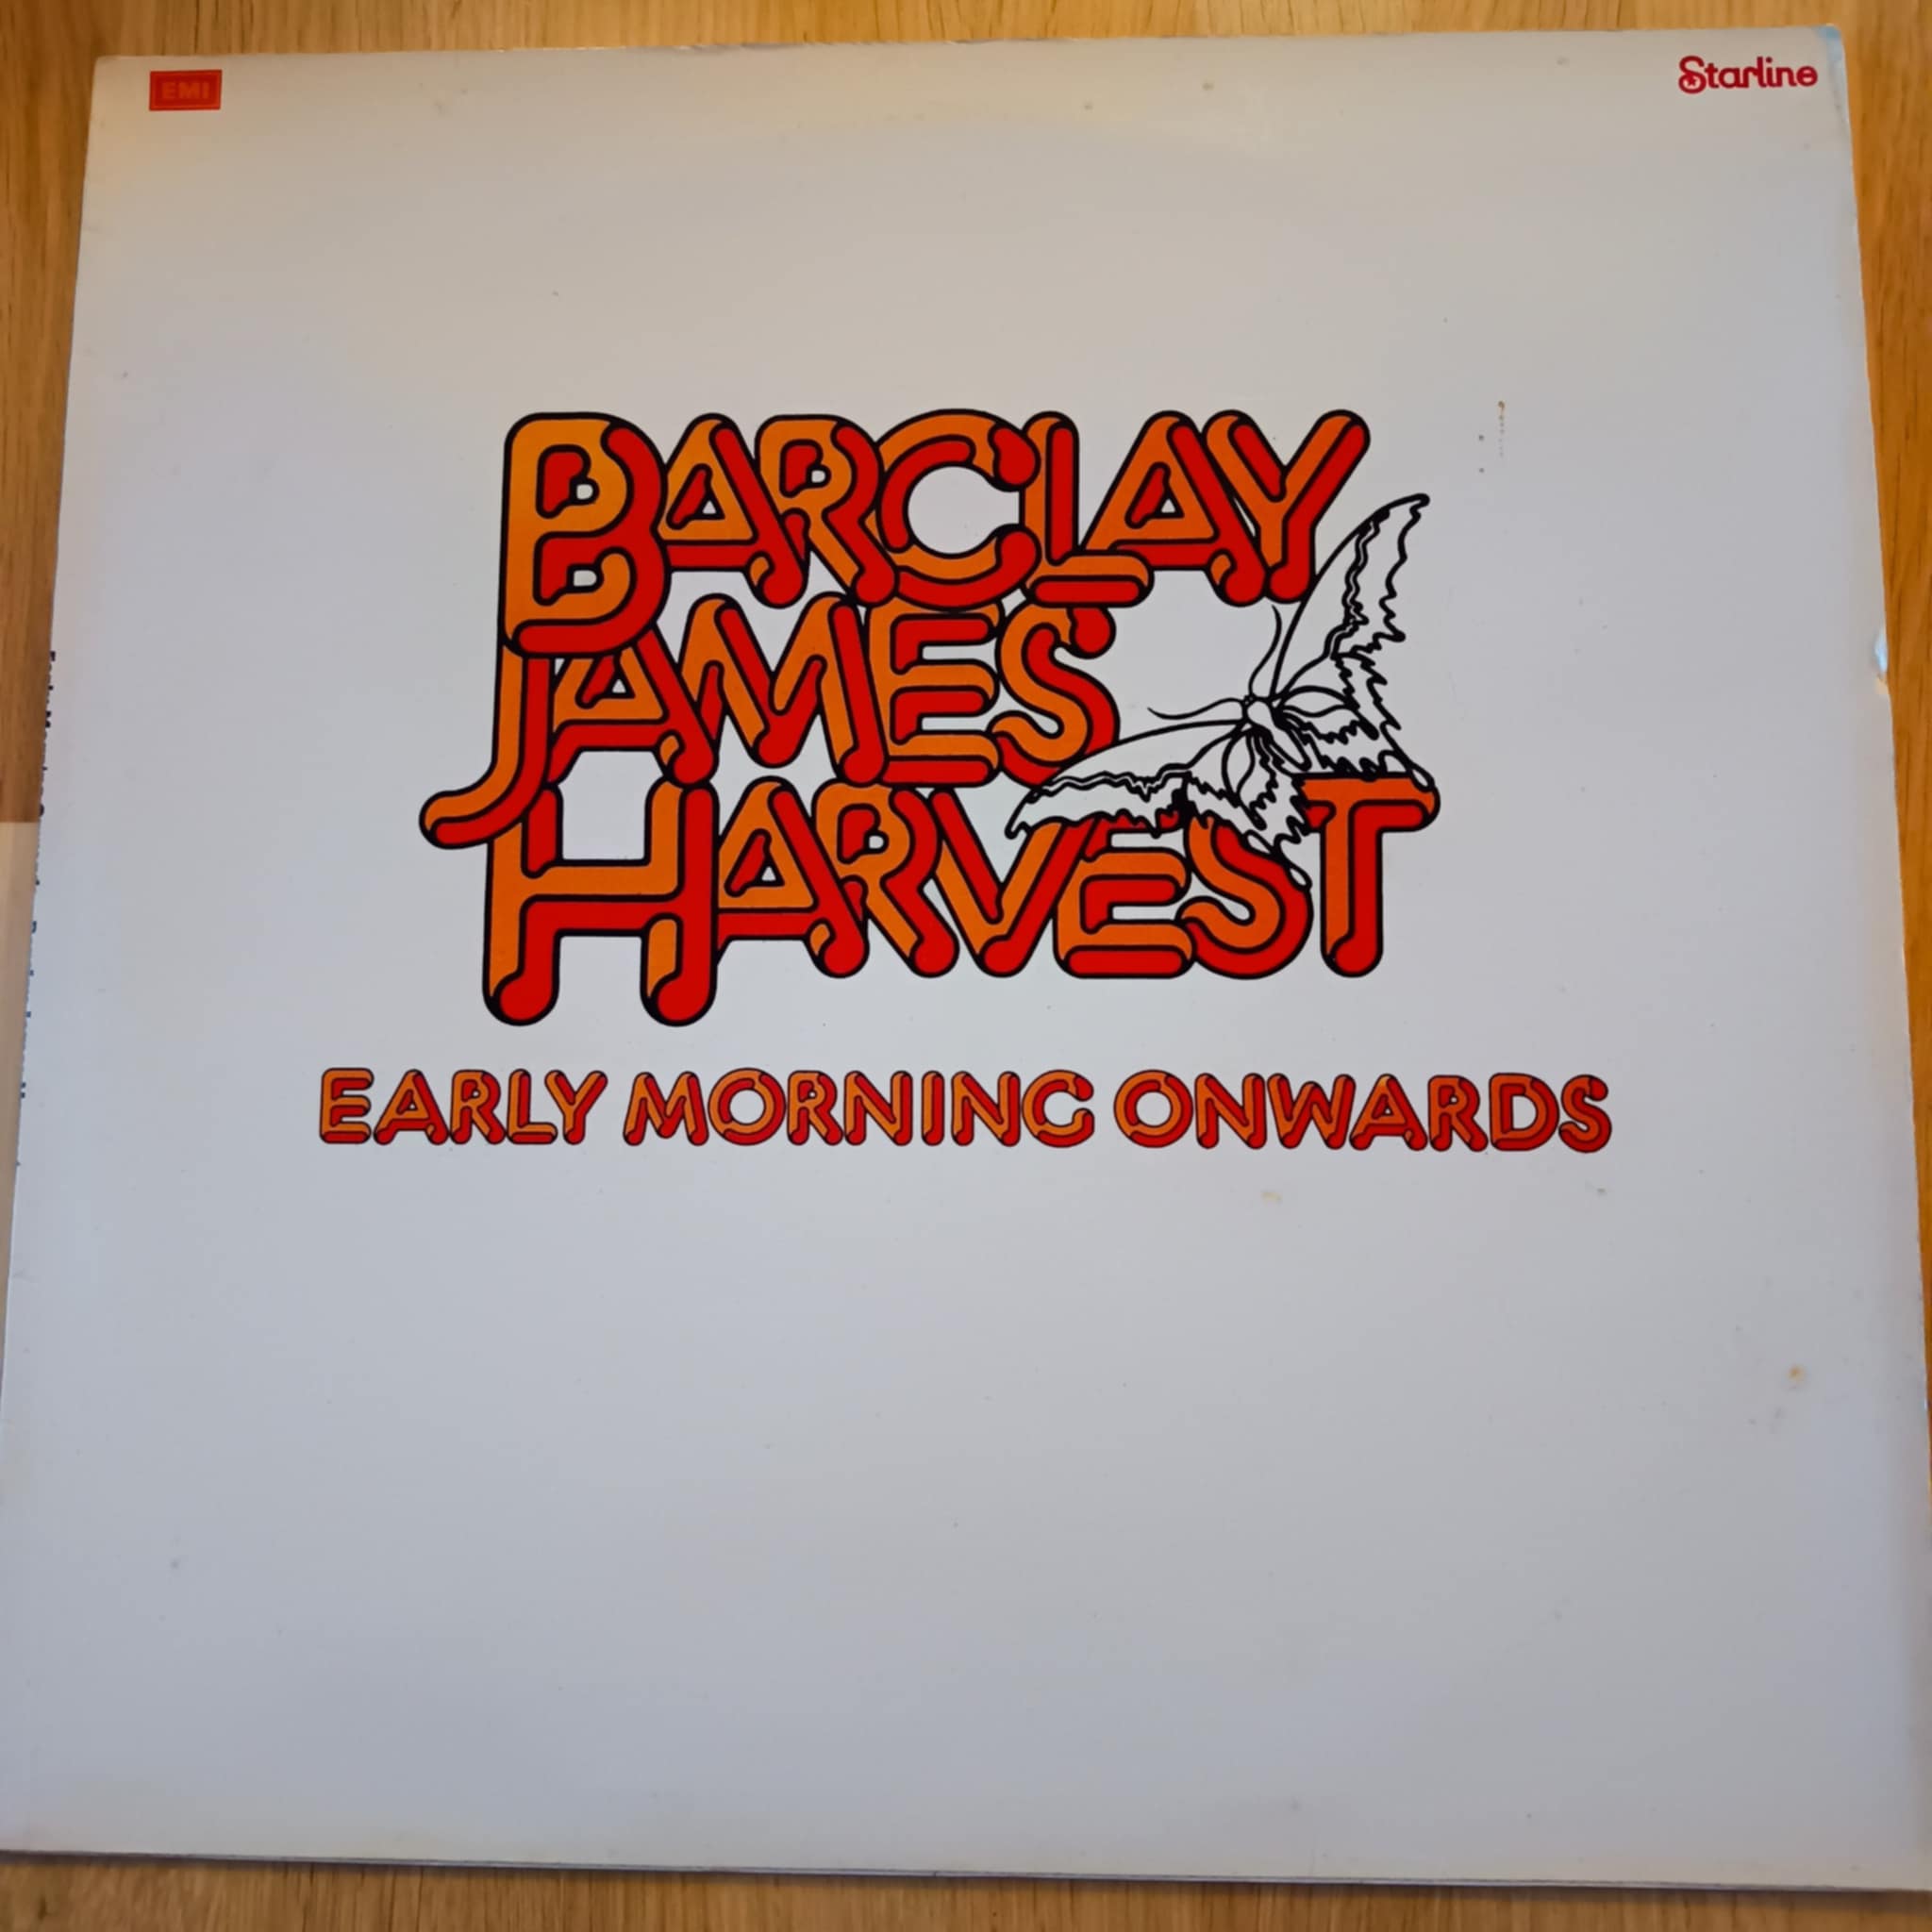 EMI
Starline
BARCLAY
JAMES
HARVEST
EARLY MORNING ONWARDS